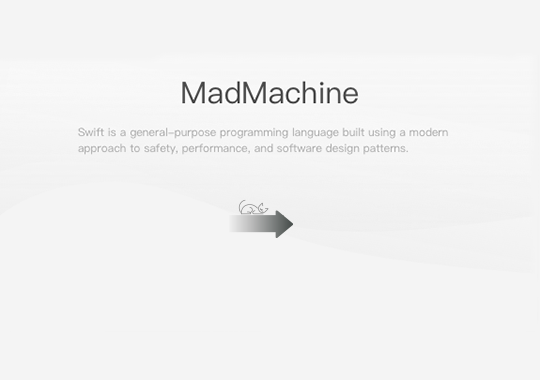 MadMachine
Swift is a general-purpose programming language built using a modern
approach to safety, performance, and software design patterns.